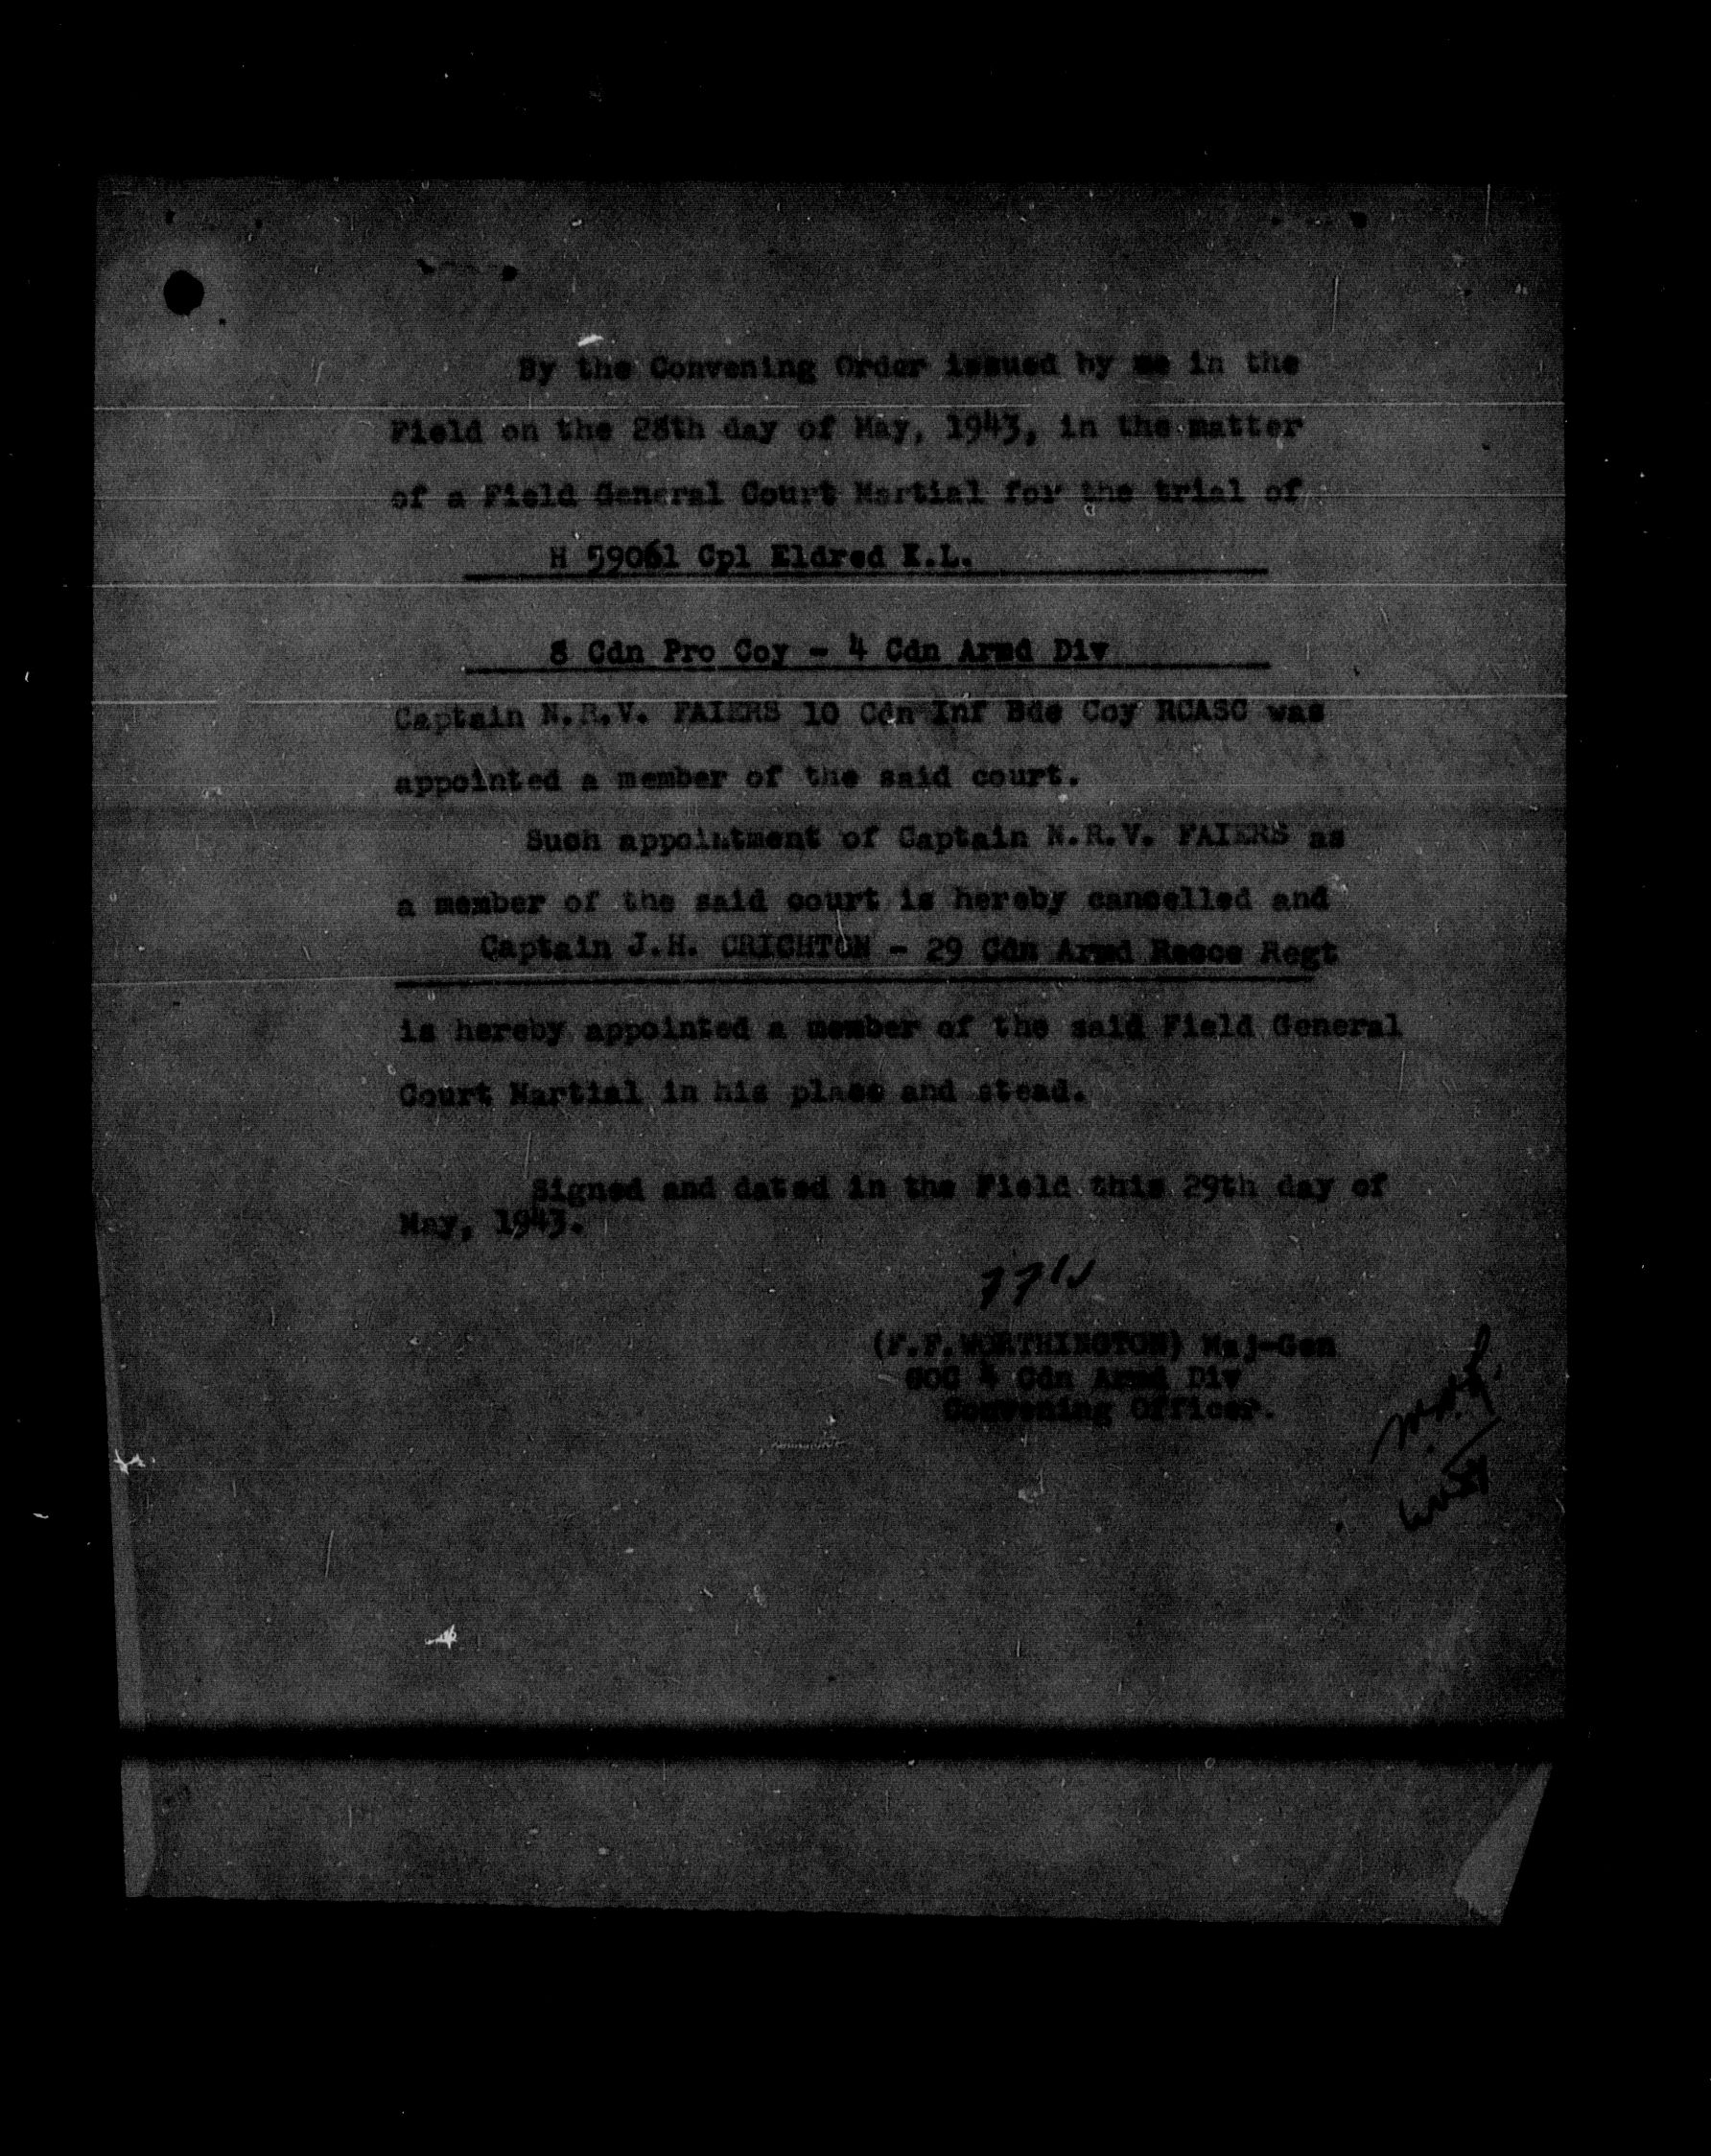 By the Convening Order issued by me in the
Field on the 28th day of May, 1943, in the matter
of a Field General Court Martial for the trial of
H 59061 Cpl Eldred K.L.
8 Cdn Pro Coy - 4 Cdn Armd Div
Captain N.R.V. FAIERS 10 Cdn Inf Bde Coy RCASC was
appointed a member of the said court.
Such appointment of Captain N.R.V. FAIERS as
a member of the said court is hereby cancelled and
Captain J.H. CRICHTON - 29 Cdn Armd Recce Regt
is hereby appointed a member of the said Field General
Court Martial in his place and stead.
Signed and dated in the Field this 29th day of
May, 1943.
(F.F.WORTHINGTON) Maj-Gen
GOC 4 Cdn Armd Div
Convening Officer.